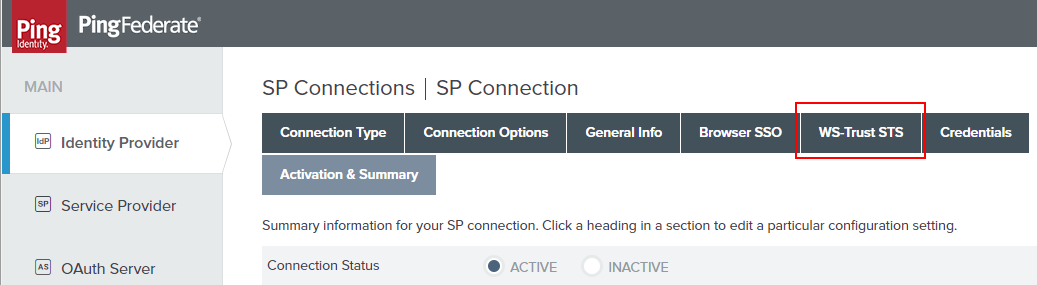 Ping Identity. PingFederate®
MAIN
IdP Identity Provider
SP Service Provider
AS OAuth Server
SP Connections | SP Connection
Connection Type Connection Options General Info Browser SSO WS-Trust STS Credentials
Activation & Summary
Summary information for your SP connection. Click a heading in a section to edit a particular configuration setting.
Connection Status ACTIVE INACTIVE